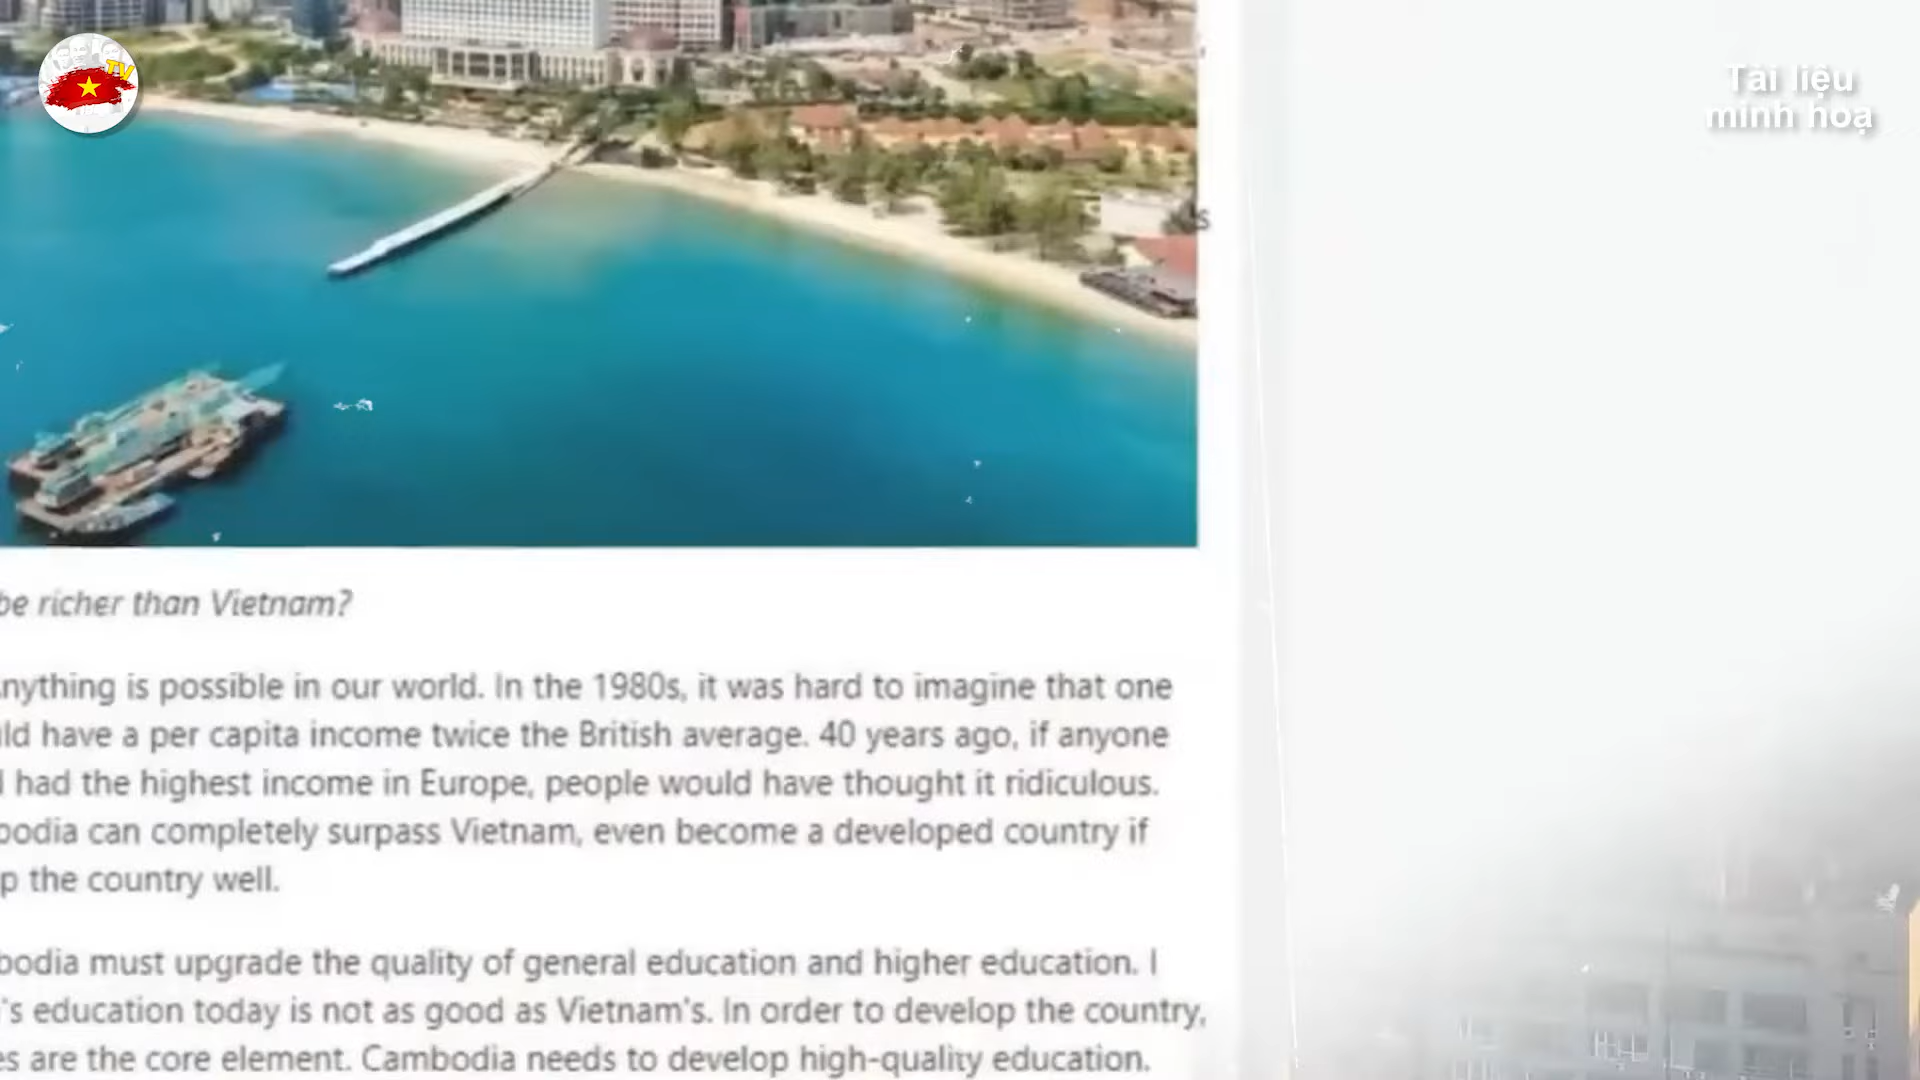 TV
Tài liệu
minh hoạ
be richer than Vietnam?
nything is possible in our world. In the 1980s, it was hard to imagine that one
ld have a per capita income twice the British average. 40 years ago, if anyone
had the highest income in Europe, people would have thought it ridiculous.
bodia can completely surpass Vietnam, even become a developed country if
p the country well.
bodia must upgrade the quality of general education and higher education. I
's education today is not as good as Vietnam's. In order to develop the country,
es are the core element. Cambodia needs to develop high-quality education.